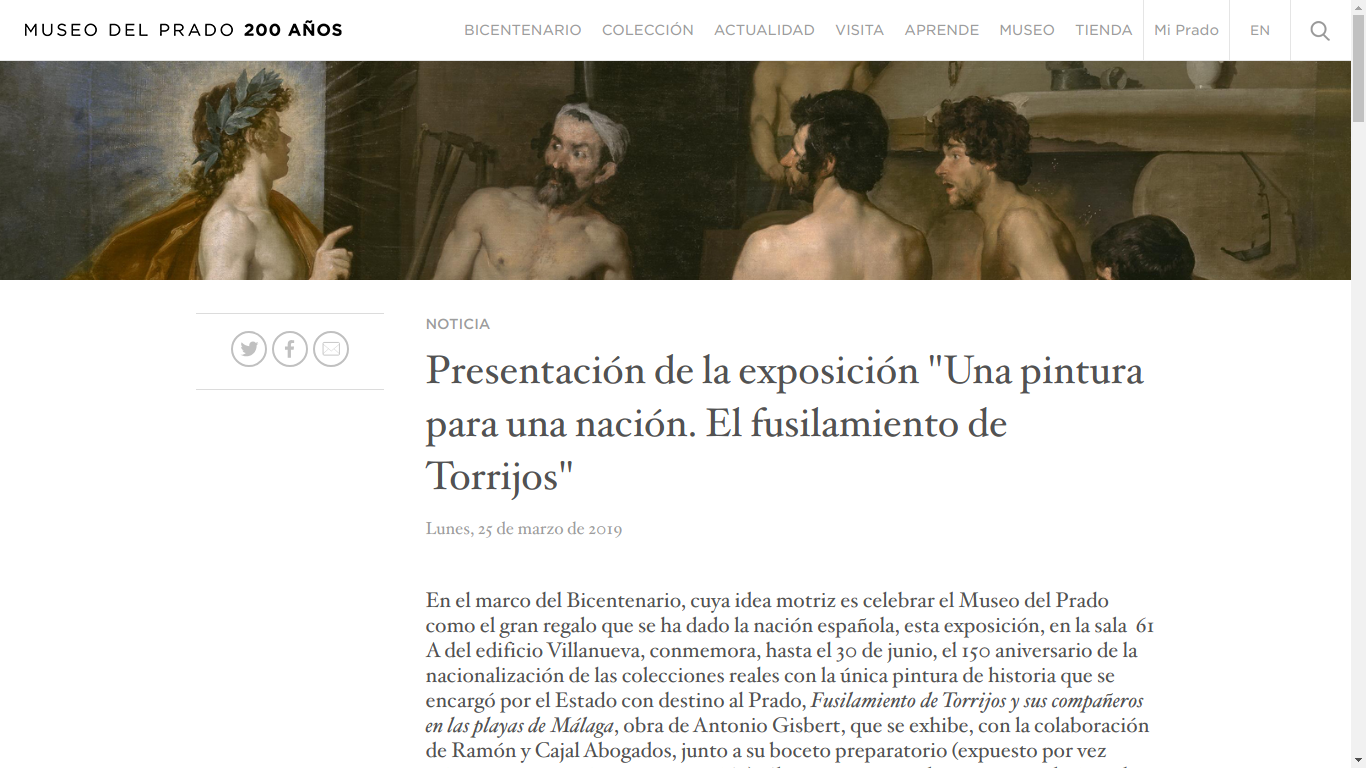 MUSEO DEL PRADO 200 AÑOS
BICENTENARIO COLECCIÓN ACTUALIDAD VISITA APRENDE MUSEO TIENDA Mi Prado EN
NOTICIA
Presentación de la exposición "Una pintura
para una nación. El fusilamiento de
Torrijos"
Lunes, 25 de marzo de 2019
En el marco del Bicentenario, cuya idea motriz es celebrar el Museo del Prado
como el gran regalo que se ha dado la nación española, esta exposición, en la sala 61
A del edificio Villanueva, conmemora, hasta el 30 de junio, el 150 aniversario de la
nacionalización de las colecciones reales con la única pintura de historia que se
encargó por el Estado con destino al Prado, Fusilamiento de Torrijos y sus compañeros
en las playas de Málaga, obra de Antonio Gisbert, que se exhibe, con la colaboración
de Ramón y Cajal Abogados, junto a su boceto preparatorio (expuesto por vez